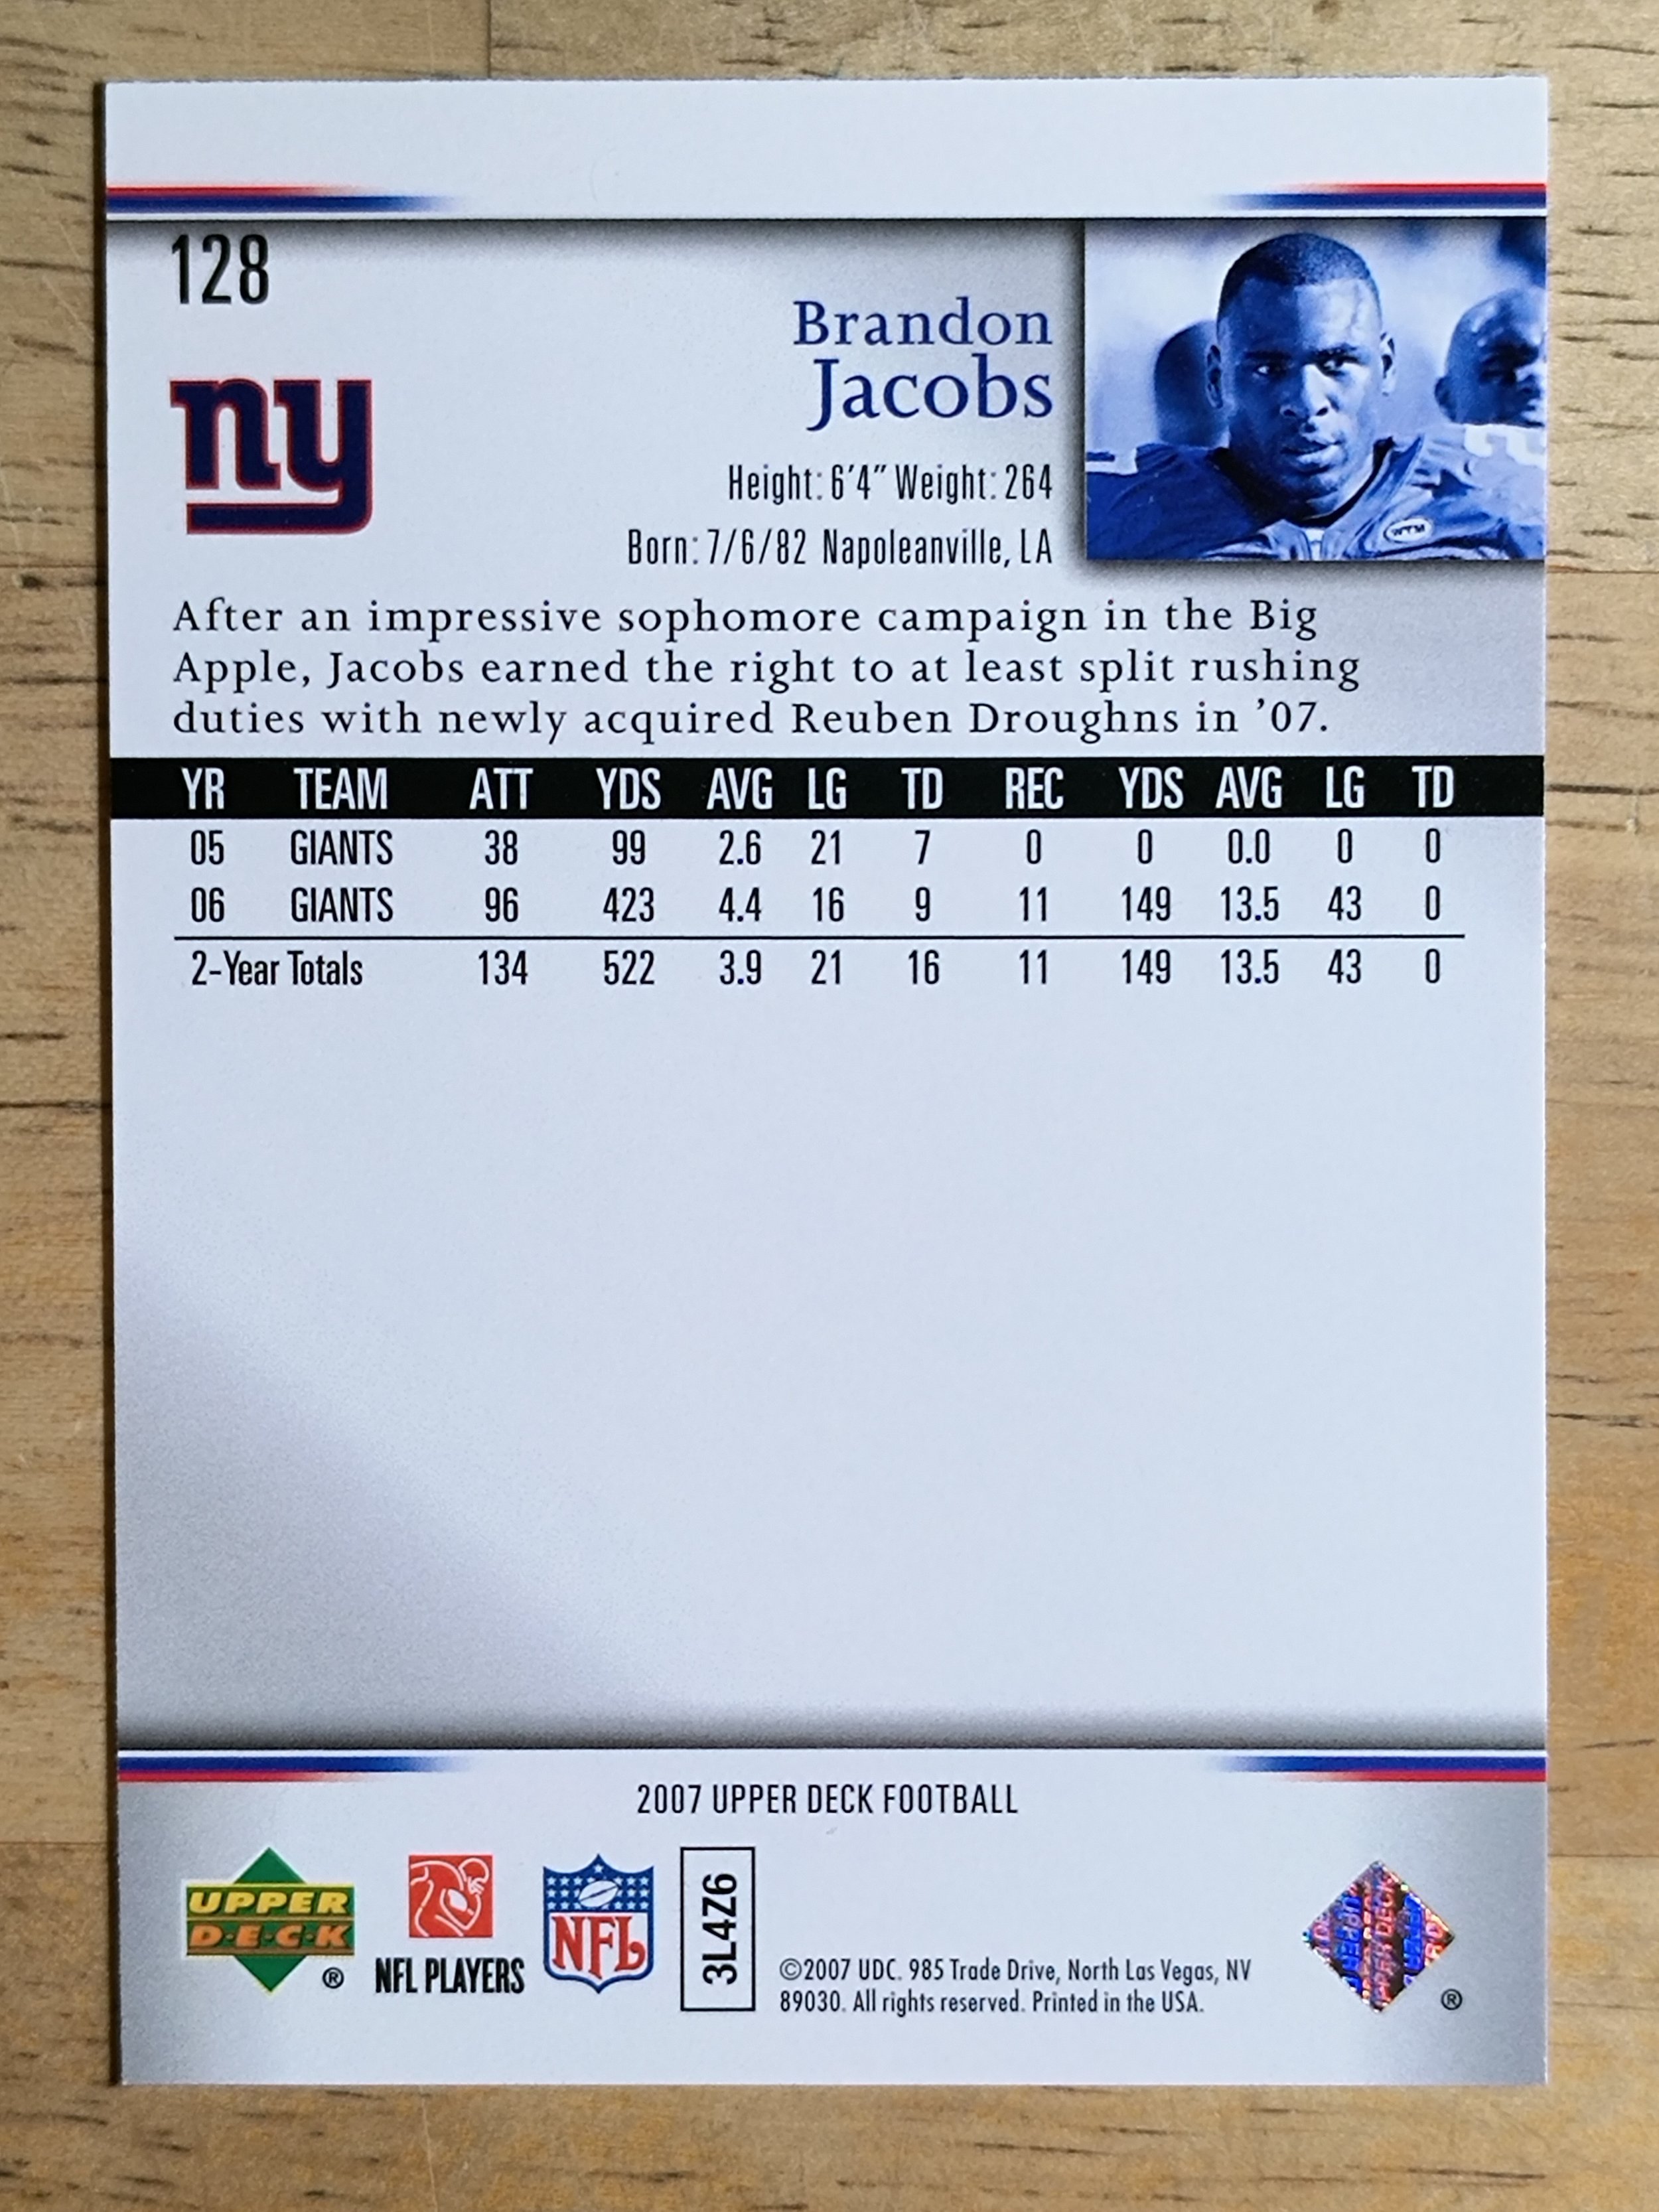 128
ny
Brandon
Jacobs
Height: 6'4" Weight: 264
Born: 7/6/82 Napoleanville, LA
After an impressive sophomore campaign in the Big
Apple, Jacobs earned the right to at least split rushing
duties with newly acquired Reuben Droughns in '07.
YR TEAM ATT YDS AVG LG TD REC YDS AVG LG TD
05 GIANTS 38 99 2.6 21 7 0 0 0.0 0 0
06 GIANTS 96 423 4.4 16 9 11 149 13.5 43 0
2-Year Totals 134 522 3.9 21 16 11 149 13.5 43 0
2007 UPPER DECK FOOTBALL
UPPER
D·E·C·K
®
NFL PLAYERS
NFL
3L4Z6
©2007 UDC. 985 Trade Drive, North Las Vegas, NV
89030. All rights reserved. Printed in the USA.
UPPER DECK
®
WTM